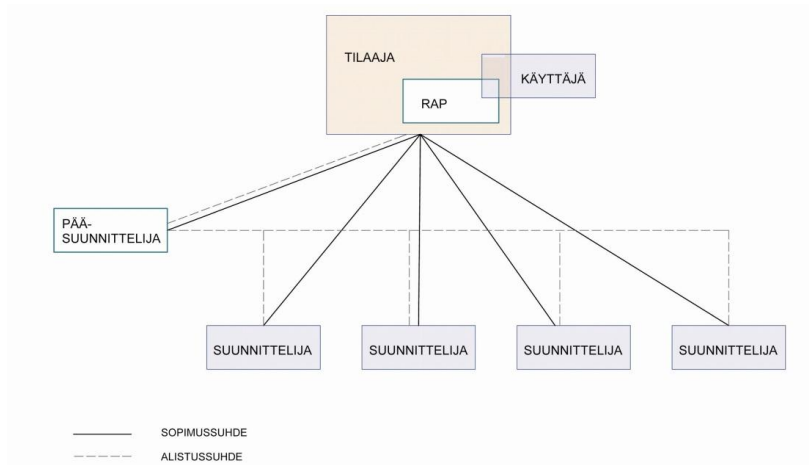 TILAAJA
KÄYTTÄJÄ
RAP
PÄÄ-
SUUNNITTELIJA
SUUNNITTELIJA
SUUNNITTELIJA
SUUNNITTELIJA
SUUNNITTELIJA
SOPIMUSSUHDE
ALISTUSSUHDE